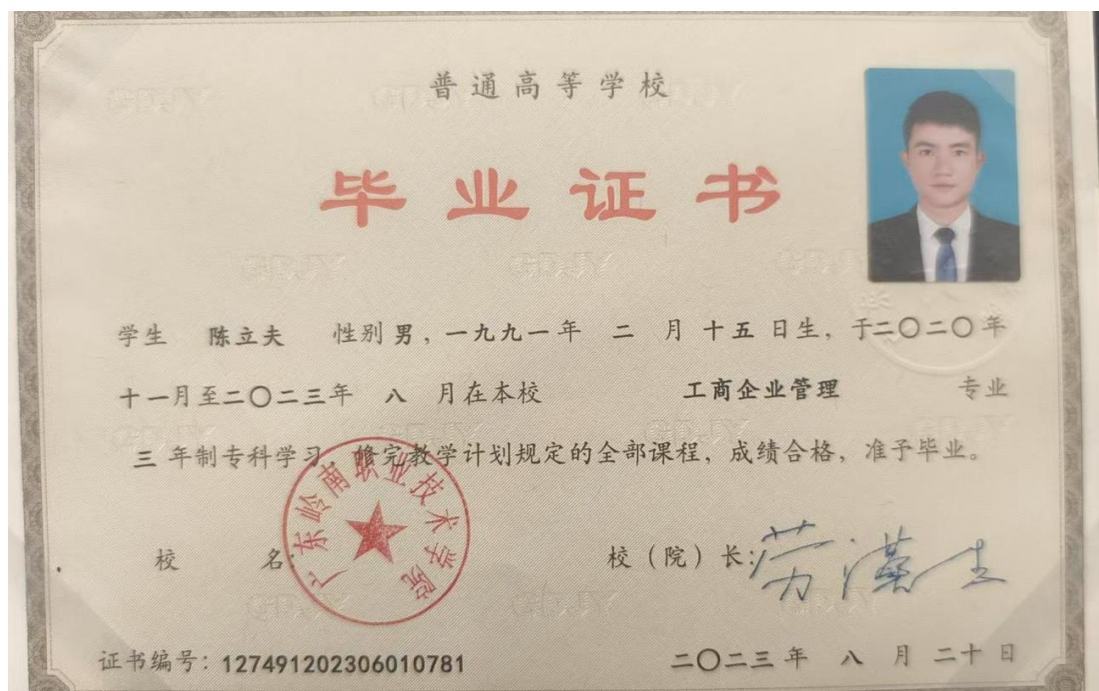 普通高等学校
毕业证书
学生 陈立夫 性别 男，一九九一年 二 月 十五 日生，于二〇二〇年
十一月至二〇二三年 八 月在本校 工商企业管理 专业
三 年制专科学习，修完教学计划规定的全部课程，成绩合格，准予毕业。
广东岭南职业技术学院
校 名： 校（院）长：劳汉生
证书编号：127491202306010781 二〇二三年 八 月 二十 日